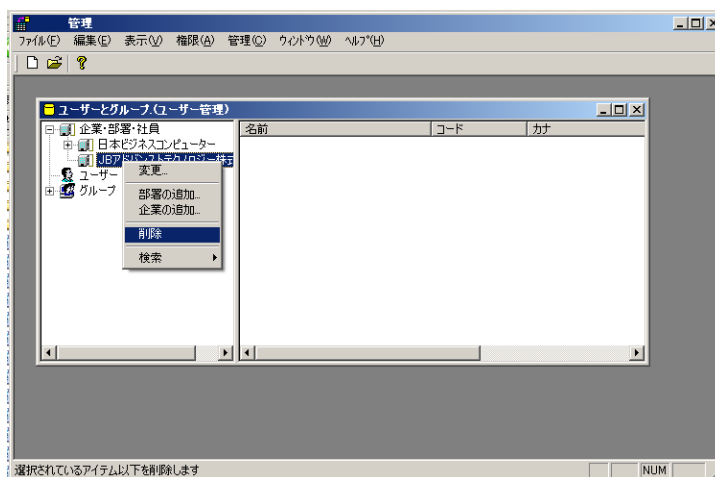 管理
ファイル(F) 編集(E) 表示(V) 権限(A) 管理(C) ウィンドウ(W) ヘルプ(H)
ユーザーとグループ.(ユーザー管理)
企業・部署・社員
日本ビジネスコンピューター
JBアドバンストテクノロジー株式
ユーザー
グループ
名前 コード カナ
変更...
部署の追加...
企業の追加...
削除
検索
選択されているアイテム以下を削除します
NUM